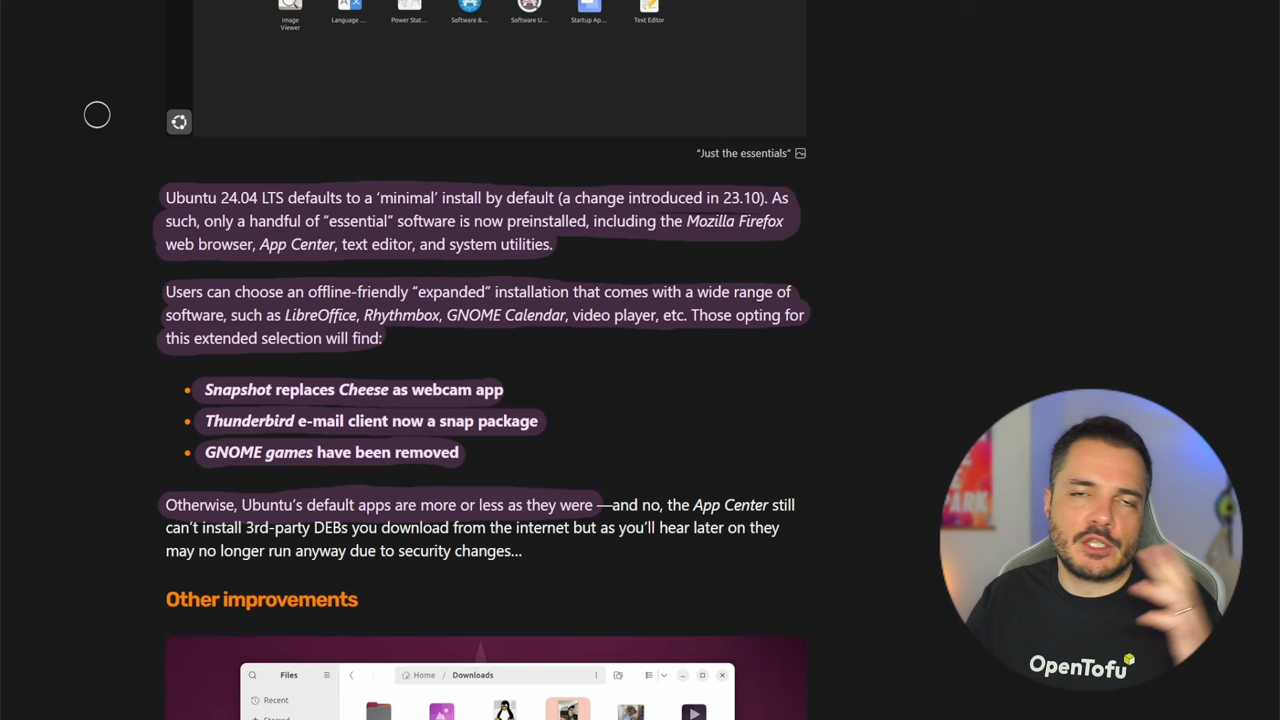 Image
Viewer
Language ...
Power Stat...
Software &...
Software U...
Startup Ap...
Text Editor
“Just the essentials”
Ubuntu 24.04 LTS defaults to a ‘minimal’ install by default (a change introduced in 23.10). As
such, only a handful of “essential” software is now preinstalled, including the Mozilla Firefox
web browser, App Center, text editor, and system utilities.
Users can choose an offline-friendly “expanded” installation that comes with a wide range of
software, such as LibreOffice, Rhythmbox, GNOME Calendar, video player, etc. Those opting for
this extended selection will find:
• Snapshot replaces Cheese as webcam app
• Thunderbird e-mail client now a snap package
• GNOME games have been removed
Otherwise, Ubuntu’s default apps are more or less as they were —and no, the App Center still
can’t install 3rd-party DEBs you download from the internet but as you’ll hear later on they
may no longer run anyway due to security changes…
Other improvements
Files
Home / Downloads
Recent
OpenTofu